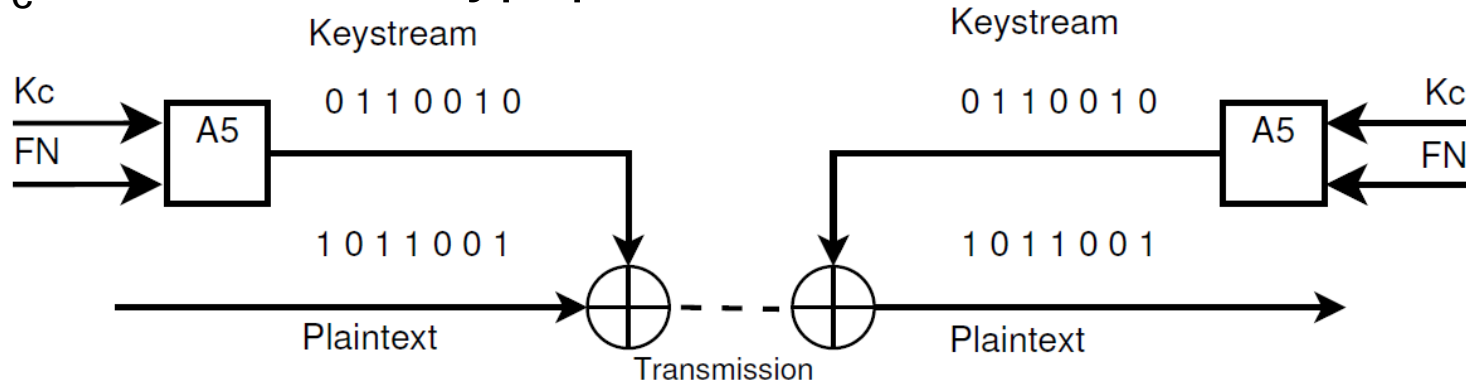 Keystream
Keystream
Kc
0 1 1 0 0 1 0
0 1 1 0 0 1 0
Kc
A5
A5
FN
FN
1 0 1 1 0 0 1
1 0 1 1 0 0 1
Plaintext
Plaintext
Transmission